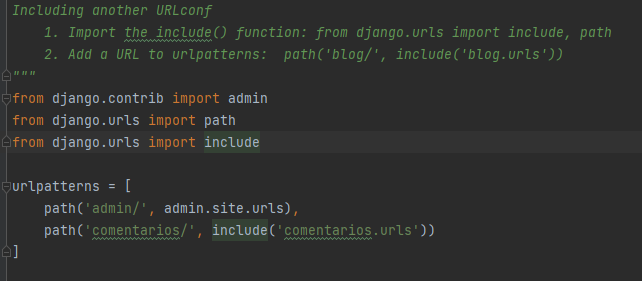 Including another URLconf
    1. Import the include() function: from django.urls import include, path
    2. Add a URL to urlpatterns:  path('blog/', include('blog.urls'))
"""
from django.contrib import admin
from django.urls import path
from django.urls import include

urlpatterns = [
    path('admin/', admin.site.urls),
    path('comentarios/', include('comentarios.urls'))
]